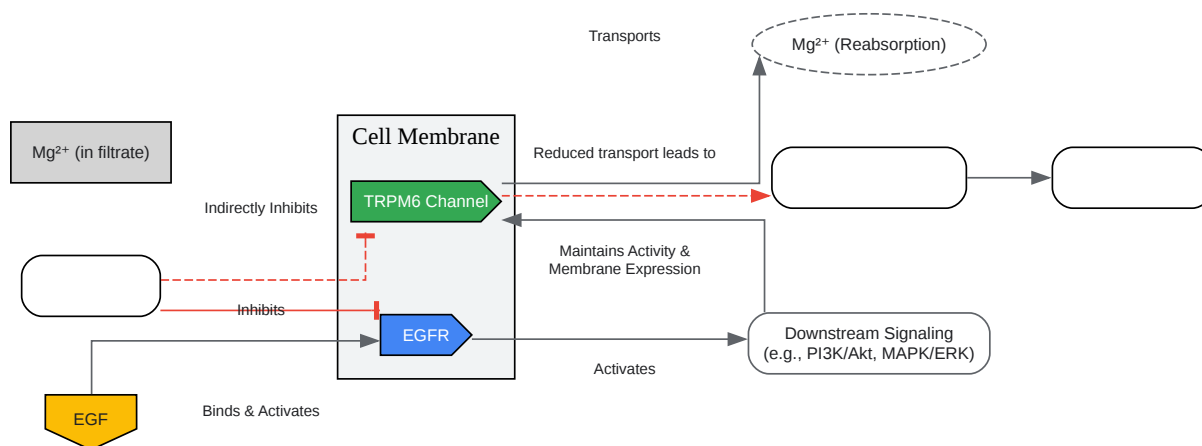 Transports
Mg²⁺ (Reabsorption)
Cell Membrane
Mg²⁺ (in filtrate)
Reduced transport leads to
TRPM6 Channel
Indirectly Inhibits
Maintains Activity &
Membrane Expression
Inhibits
EGFR
Downstream Signaling
(e.g., PI3K/Akt, MAPK/ERK)
Activates
Binds & Activates
EGF